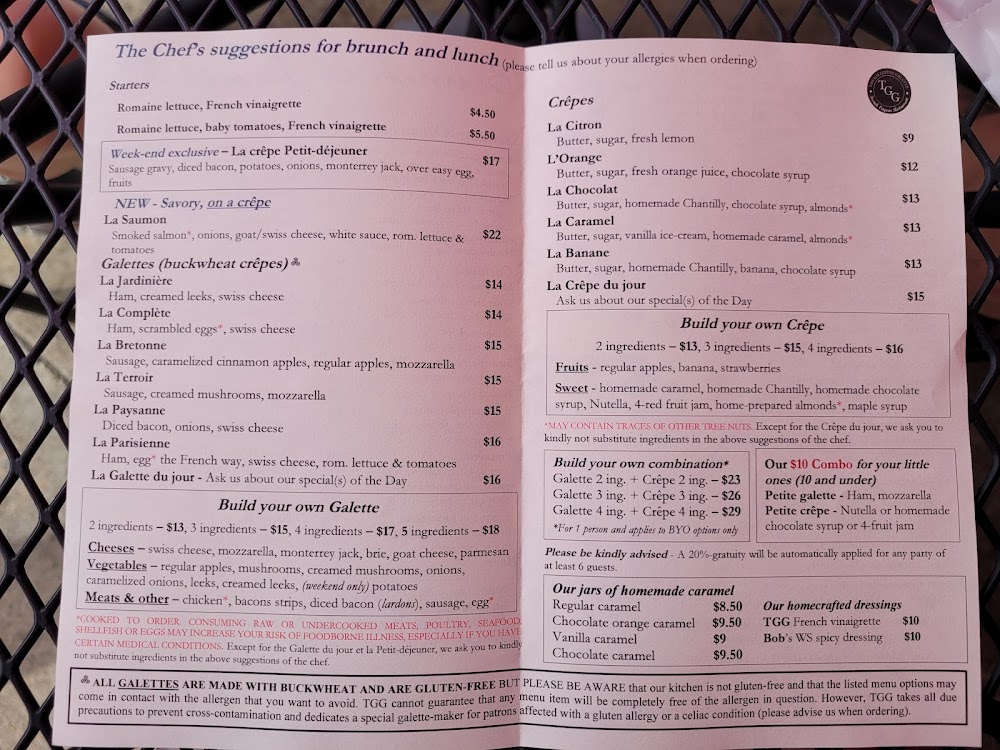 The Chef's suggestions for brunch and lunch (please tell us about your allergies when ordering)
Starters
Romaine lettuce, French vinaigrette $4.50
Romaine lettuce, baby tomatoes, French vinaigrette $5.50
Week-end exclusive – La crêpe Petit-déjeuner $17
Sausage gravy, diced bacon, potatoes, onions, monterrey jack, over easy egg,
fruits
NEW - Savory, on a crêpe
La Saumon
Smoked salmon*, onions, goat/swiss cheese, white sauce, rom. lettuce & $22
tomatoes
Galettes (buckwheat crêpes)
La Jardinière $14
Ham, creamed leeks, swiss cheese
La Complète $14
Ham, scrambled eggs*, swiss cheese
La Bretonne $15
Sausage, caramelized cinnamon apples, regular apples, mozzarella
La Terroir $15
Sausage, creamed mushrooms, mozzarella
La Paysanne $15
Diced bacon, onions, swiss cheese
La Parisienne $16
Ham, egg* the French way, swiss cheese, rom. lettuce & tomatoes
La Galette du jour - Ask us about our special(s) of the Day $16
Build your own Galette
2 ingredients – $13, 3 ingredients – $15, 4 ingredients – $17, 5 ingredients – $18
Cheeses – swiss cheese, mozzarella, monterey jack, brie, goat cheese, parmesan
Vegetables – regular apples, mushrooms, creamed mushrooms, onions,
caramelized onions, leeks, creamed leeks, (weekend only) potatoes
Meats & other – chicken*, bacons strips, diced bacon (lardons), sausage, egg*
*COOKED TO ORDER. CONSUMING RAW OR UNDERCOOKED MEATS, POULTRY, SEAFOOD,
SHELLFISH OR EGGS MAY INCREASE YOUR RISK OF FOODBORNE ILLNESS, ESPECIALLY IF YOU HAVE
CERTAIN MEDICAL CONDITIONS. Except for the Galette du jour et la Petit-déjeuner, we ask you to kindly
not substitute ingredients in the above suggestions of the chef.
TGG
Crêpes
La Citron
Butter, sugar, fresh lemon $9
L'Orange
Butter, sugar, fresh orange juice, chocolate syrup $12
La Chocolat
Butter, sugar, homemade Chantilly, chocolate syrup, almonds* $13
La Caramel
Butter, sugar, vanilla ice-cream, homemade caramel, almonds* $13
La Banane
Butter, sugar, homemade Chantilly, banana, chocolate syrup $13
La Crêpe du jour
Ask us about our special(s) of the Day $15
Build your own Crêpe
2 ingredients – $13, 3 ingredients – $15, 4 ingredients – $16
Fruits - regular apples, banana, strawberries
Sweet - homemade caramel, homemade Chantilly, homemade chocolate
syrup, Nutella, 4-red fruit jam, home-prepared almonds*, maple syrup
*MAY CONTAIN TRACES OF OTHER TREE NUTS. Except for the Crêpe du jour, we ask you to
kindly not substitute ingredients in the above suggestions of the chef.
Build your own combination*
Galette 2 ing. + Crêpe 2 ing. – $23
Galette 3 ing. + Crêpe 3 ing. – $26
Galette 4 ing. + Crêpe 4 ing. – $29
*For 1 person and applies to BYO options only
Our $10 Combo for your little
ones (10 and under)
Petite galette - Ham, mozzarella
Petite crêpe - Nutella or homemade
chocolate syrup or 4-fruit jam
Please be kindly advised - A 20%-gratuity will be automatically applied for any party of
at least 6 guests.
Our jars of homemade caramel
Regular caramel $8.50
Chocolate orange caramel $9.50
Vanilla caramel $9
Chocolate caramel $9.50
Our homecrafted dressings
TGG French vinaigrette $10
Bob's WS spicy dressing $10
ALL GALETTES ARE MADE WITH BUCKWHEAT AND ARE GLUTEN-FREE BUT PLEASE BE AWARE that our kitchen is not gluten-free and that the listed menu options may
come in contact with the allergen that you want to avoid. TGG cannot guarantee that any menu item will be completely free of the allergen in question. However, TGG takes all due
precautions to prevent cross-contamination and dedicates a special galette-maker for patrons affected with a gluten allergy or a celiac condition (please advise us when ordering).